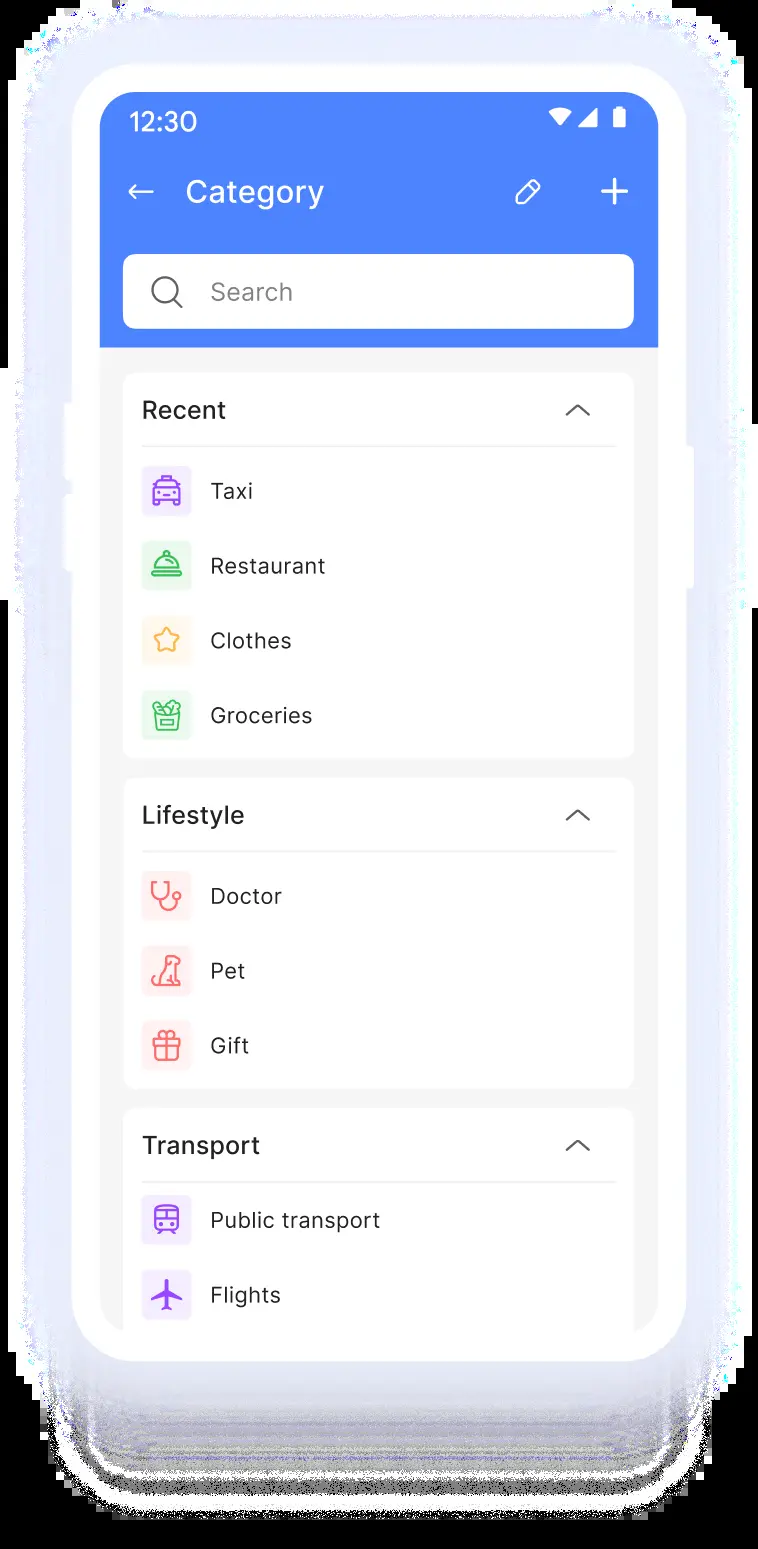 12:30
Category
Search
Recent
Taxi
Restaurant
Clothes
Groceries
Lifestyle
Doctor
Pet
Gift
Transport
Public transport
Flights